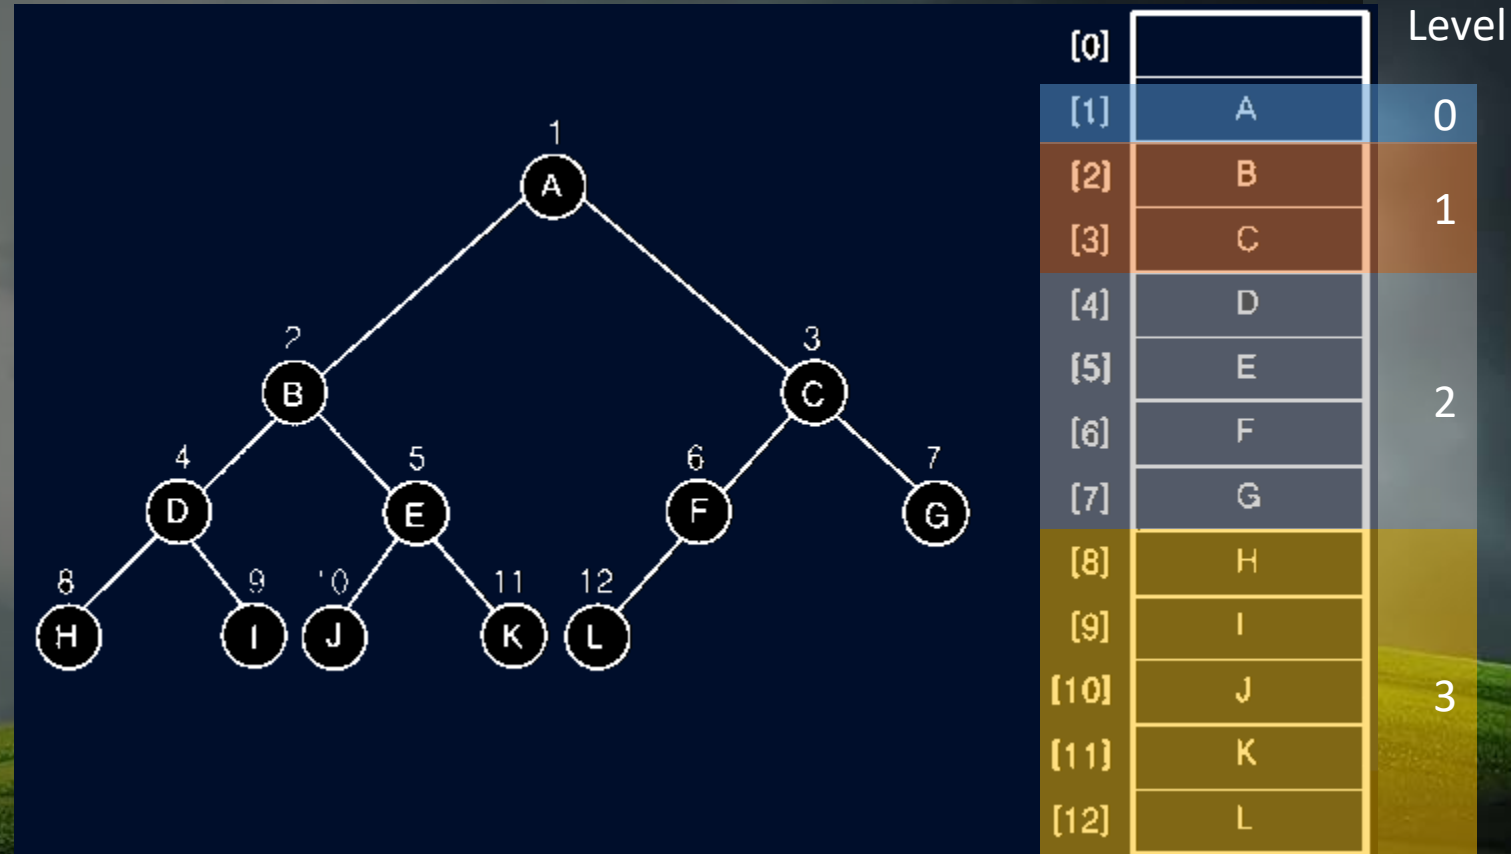 1
A
2
B
3
C
4
D
5
E
6
F
7
G
8
H
9
I
'0
J
11
K
12
L
Level
[0]
[1] A 0
[2] B
1
[3] C
[4] D
[5] E
2
[6] F
[7] G
[8] H
[9] I
[10] J 3
[11] K
[12] L